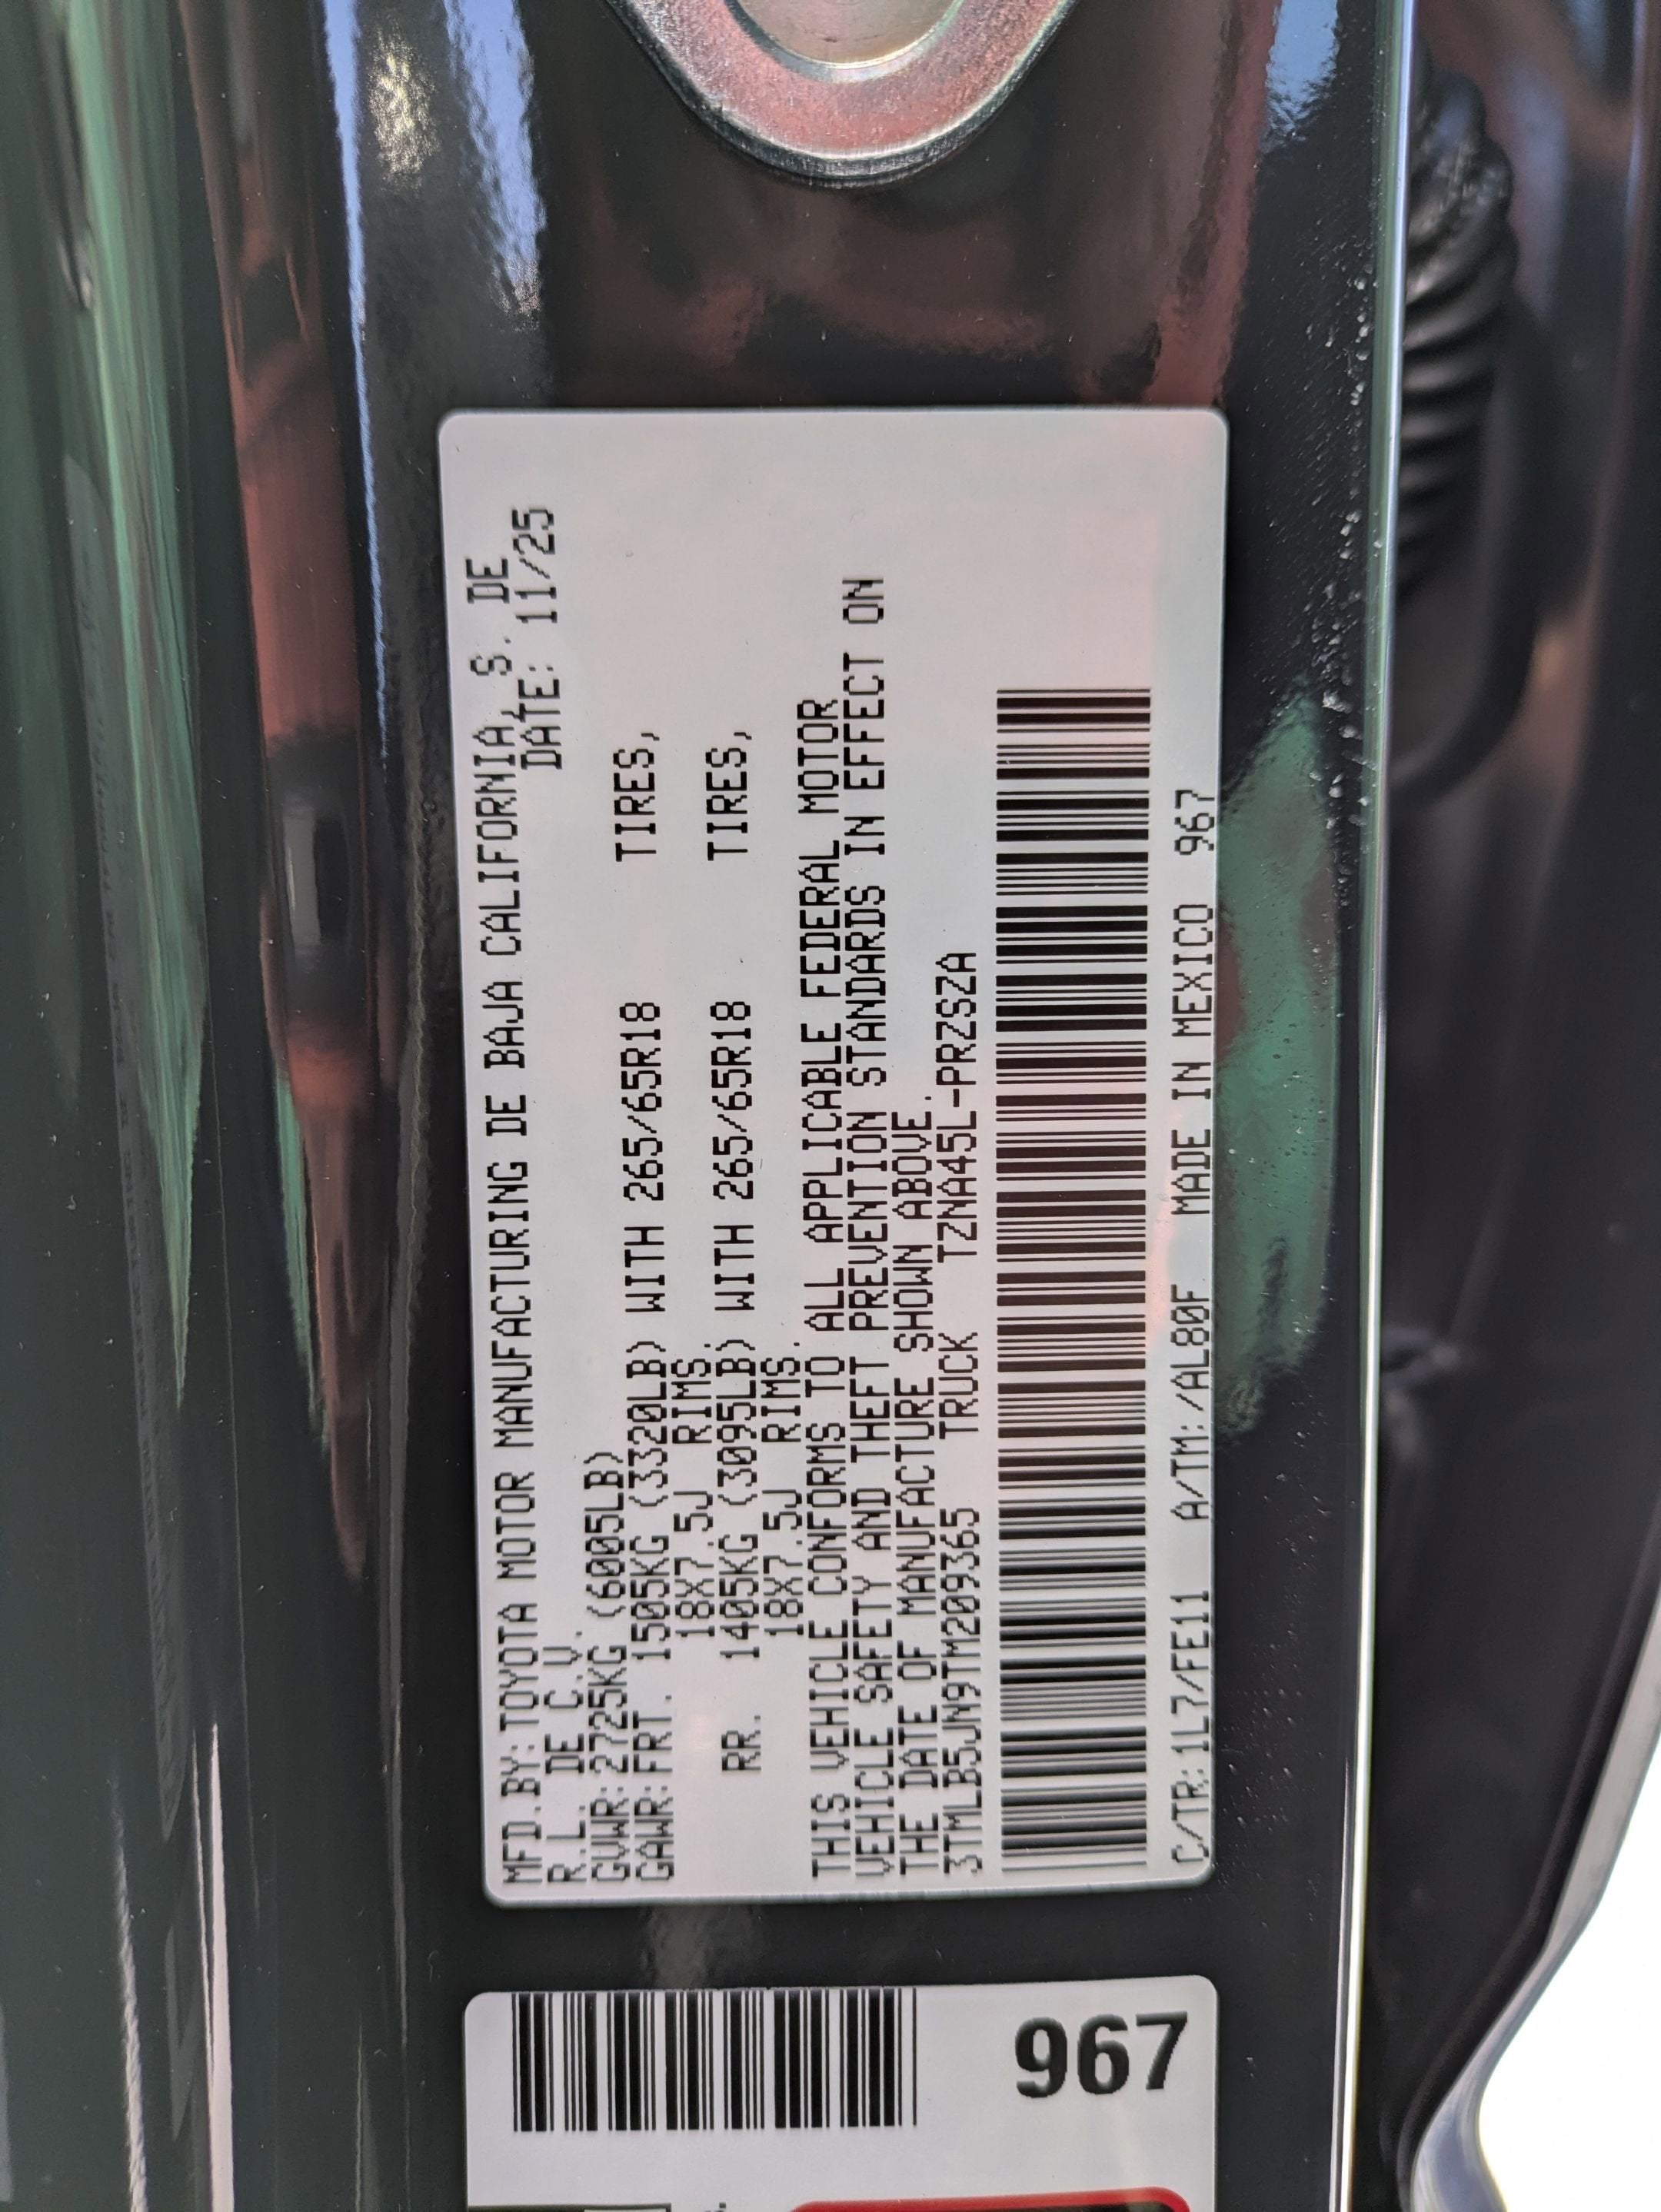 MFD.BY:TOYOTA MOTOR MANUFACTURING DE BAJA CALIFORNIA, S. DE
R.L. DE C.V. DATE: 11/25
GVWR:2725KG (6005LB)
GAWR:FRT. 1505KG (3320LB) WITH 265/65R18 TIRES,
18X7.5J RIMS.
RR. 1405KG (3095LB) WITH 265/65R18 TIRES,
18X7.5J RIMS.
THIS VEHICLE CONFORMS TO ALL APPLICABLE FEDERAL MOTOR
VEHICLE SAFETY AND THEFT PREVENTION STANDARDS IN EFFECT ON
THE DATE OF MANUFACTURE SHOWN ABOVE.
3TMLB5JN9TM209365 TRUCK TZNA45L-PRZSZA
C/TR:1L7/FE11 A/TM:/AL80F MADE IN MEXICO 967
967